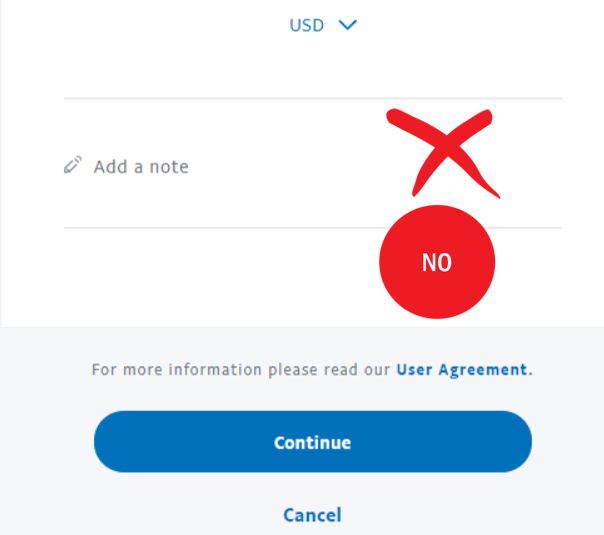 USD
Add a note
NO
For more information please read our User Agreement.
Continue
Cancel